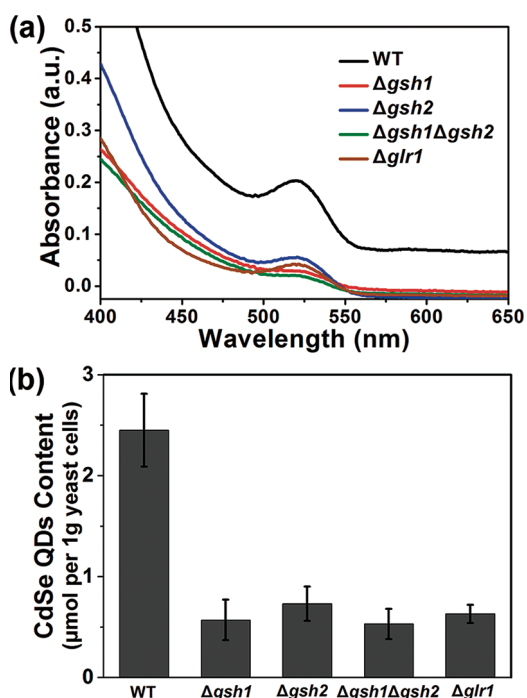 (a)
0.5
0.4
0.3
0.2
0.1
0.0
Absorbance (a.u.)
WT
Δgsh1
Δgsh2
Δgsh1Δgsh2
Δglr1
400 450 500 550 600 650
Wavelength (nm)
(b)
3
2
1
0
CdSe QDs Content
(μmol per 1g yeast cells)
WT Δgsh1 Δgsh2 Δgsh1Δgsh2 Δglr1